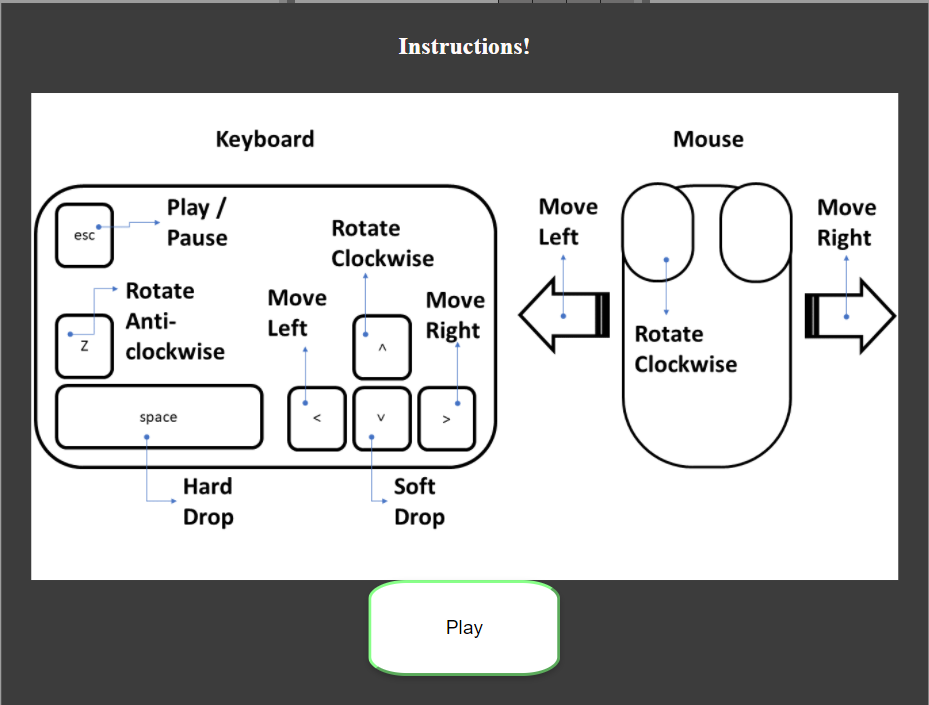 Instructions!
Keyboard
Mouse
esc
Play /
Pause
Rotate
Clockwise
Z
Rotate
Anti-
clockwise
Move
Left
^
Move
Right
space
<
v
>
Hard
Drop
Soft
Drop
Move
Left
Rotate
Clockwise
Move
Right
Play